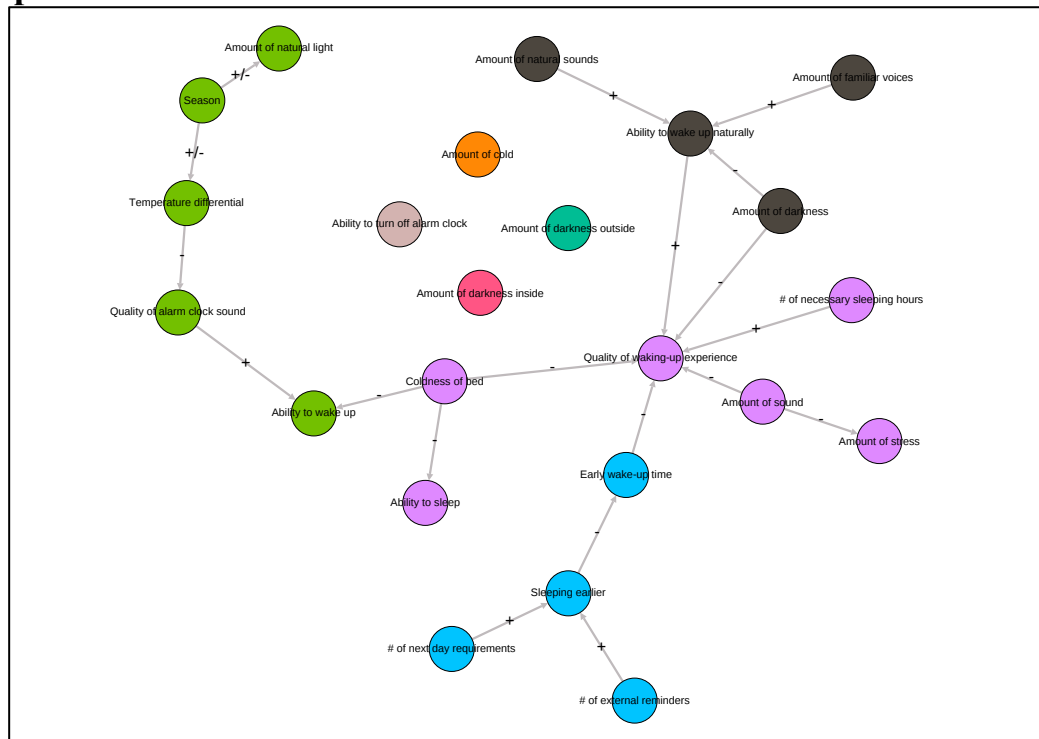 Amount of natural light
+/-
Season
+/-
Temperature differential
-
Quality of alarm clock sound
+
Ability to wake up
Amount of natural sounds
+
Amount of familiar voices
+
Ability to wake up naturally
-
Amount of darkness
+
-
Amount of cold
Ability to turn off alarm clock
Amount of darkness outside
Amount of darkness inside
# of necessary sleeping hours
+
Quality of waking-up experience
-
Coldness of bed
-
-
Amount of sound
-
Amount of stress
-
Ability to sleep
-
Early wake-up time
-
Sleeping earlier
+
# of next day requirements
+
# of external reminders